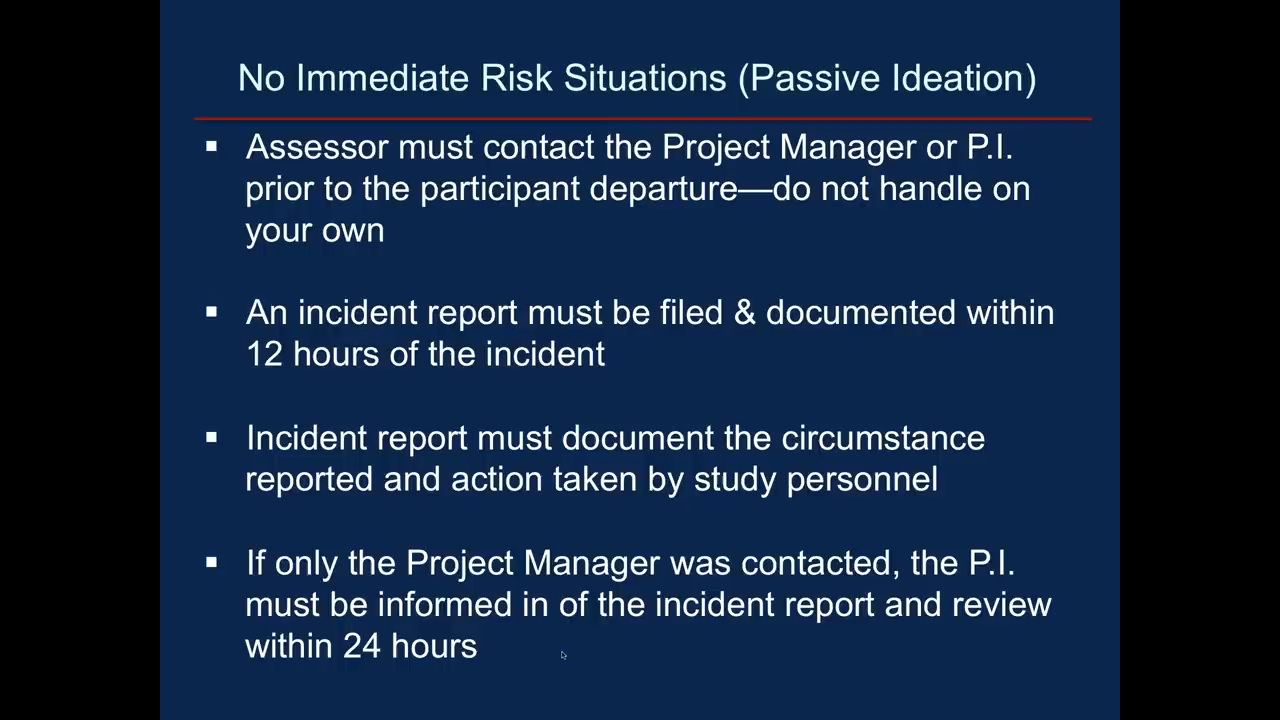 No Immediate Risk Situations (Passive Ideation)
▪ Assessor must contact the Project Manager or P.I.
prior to the participant departure—do not handle on
your own
▪ An incident report must be filed & documented within
12 hours of the incident
▪ Incident report must document the circumstance
reported and action taken by study personnel
▪ If only the Project Manager was contacted, the P.I.
must be informed in of the incident report and review
within 24 hours